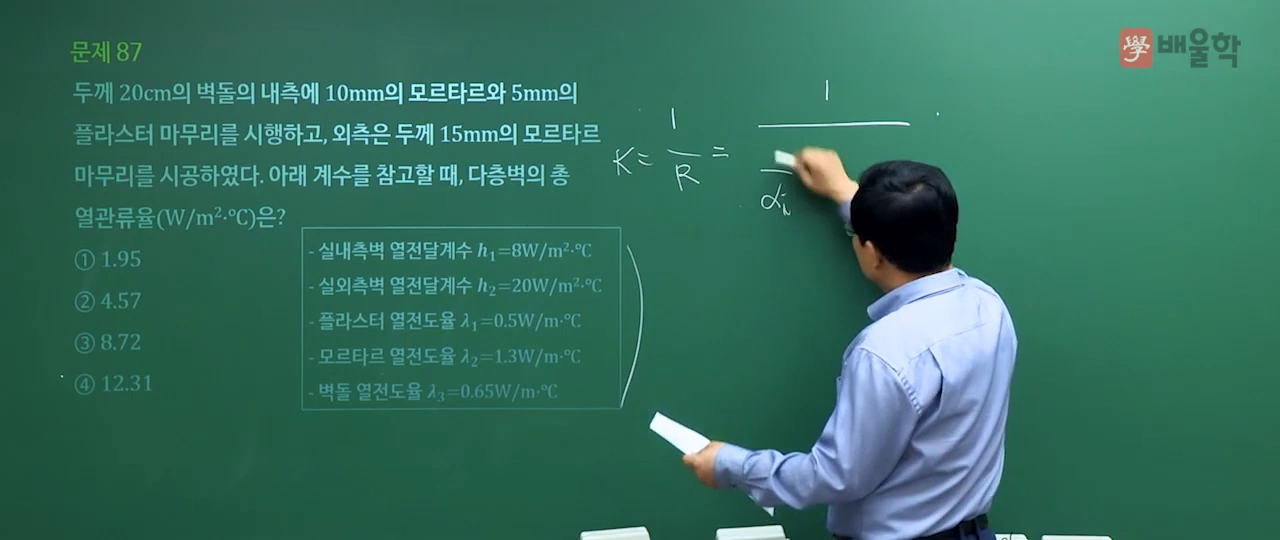 學 배울학
문제 87
두께 20cm의 벽돌의 내측에 10mm의 모르타르와 5mm의
플라스터 마무리를 시행하고, 외측은 두께 15mm의 모르타르
마무리를 시공하였다. 아래 계수를 참고할 때, 다층벽의 총
열관류율(W/m²·℃)은?
① 1.95
② 4.57
③ 8.72
④ 12.31
- 실내측벽 열전달계수 h₁=8W/m²·℃
- 실외측벽 열전달계수 h₂=20W/m²·℃
- 플라스터 열전도율 λ₁=0.5W/m·℃
- 모르타르 열전도율 λ₂=1.3W/m·℃
- 벽돌 열전도율 λ₃=0.65W/m·℃
1 1
K = R =
αi